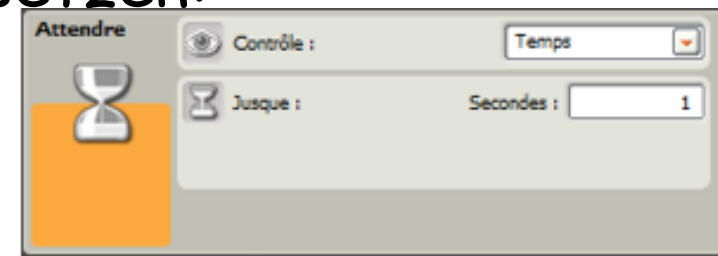 Attendre
Contrôle :
Temps
Jusque :
Secondes :
1